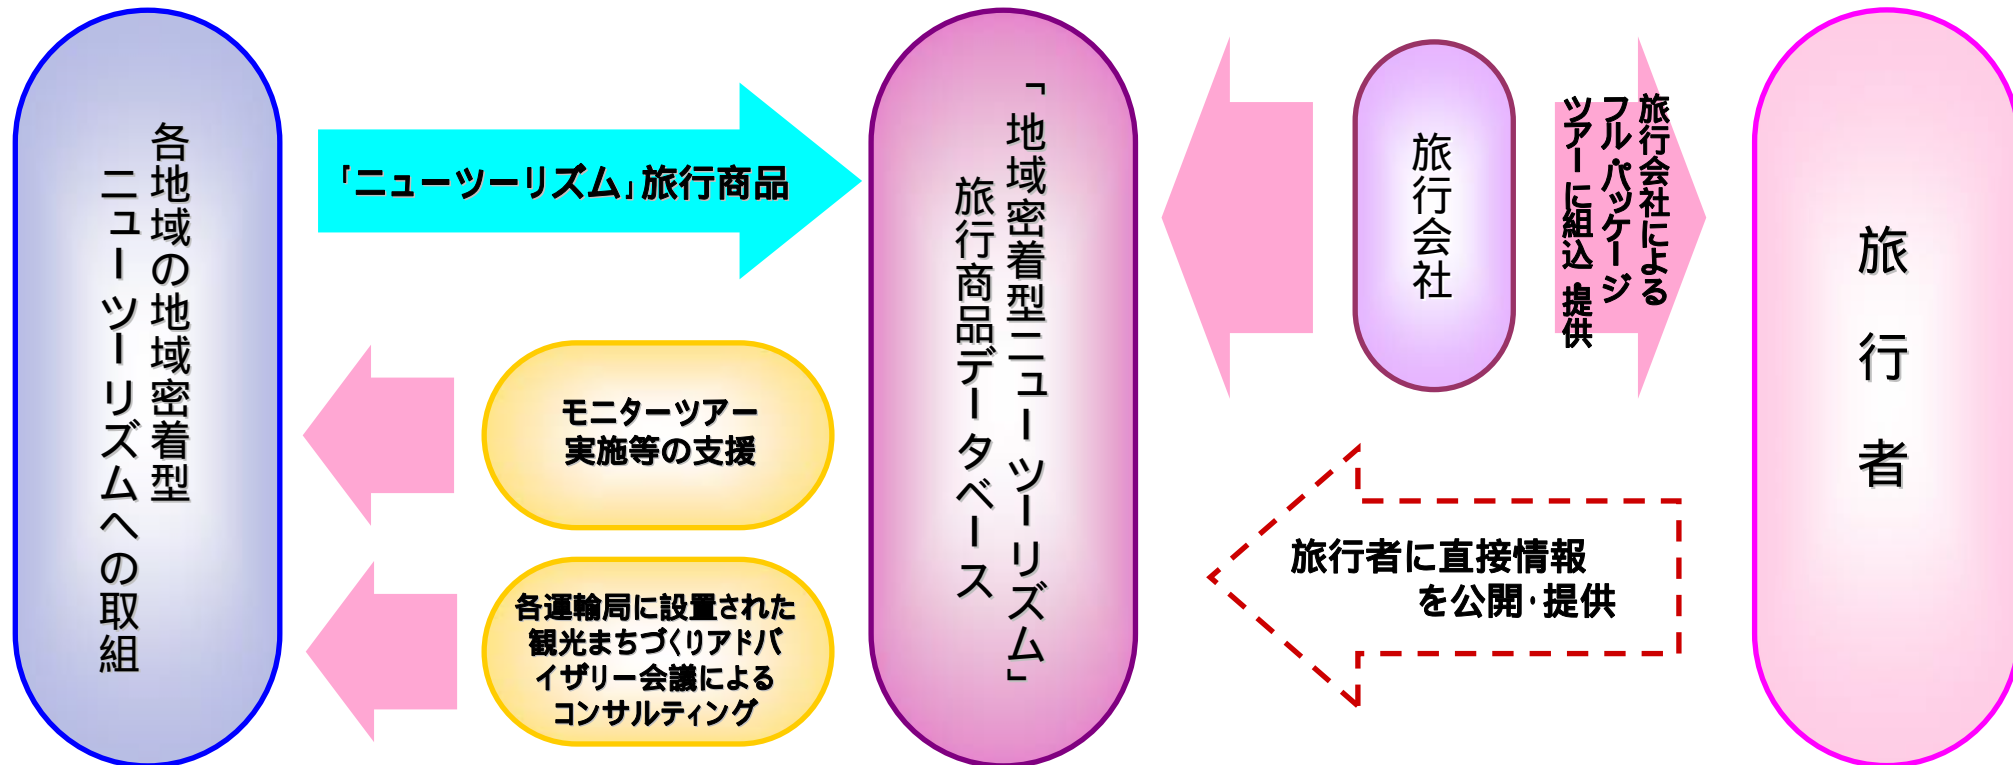 各地域の地域密着型
ニューツーリズムへの取組
「ニューツーリズム」旅行商品
モニターツアー
実施等の支援
各運輸局に設置された
観光まちづくりアドバ
イザリー会議による
コンサルティング
「地域密着型ニューツーリズム」
旅行商品データベース
旅行会社
旅行会社による
フル・パッケージ
ツアーに組込・提供
旅行者に直接情報
を公開・提供
旅行者